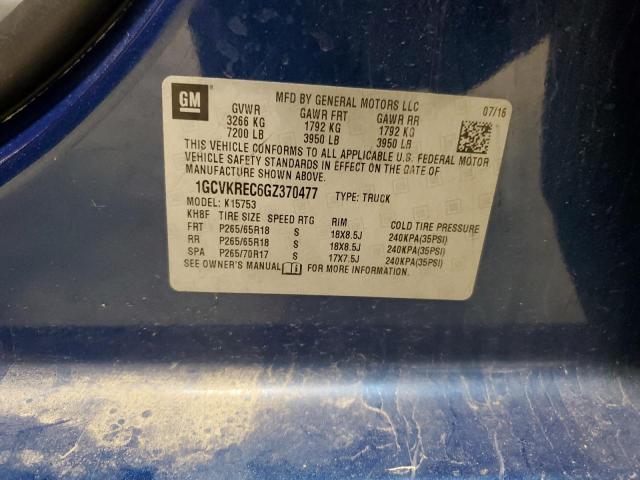 GM
MFD BY GENERAL MOTORS LLC 07/16
GVWR GAWR FRT GAWR RR
3266 KG 1792 KG 1792 KG
7200 LB 3950 LB 3950 LB
THIS VEHICLE CONFORMS TO ALL APPLICABLE U.S. FEDERAL MOTOR
VEHICLE SAFETY STANDARDS IN EFFECT ON THE DATE OF
MANUFACTURE SHOWN ABOVE.
1GCVKREC6GZ370477 TYPE: TRUCK
MODEL: K15753
KHBF TIRE SIZE SPEED RTG RIM COLD TIRE PRESSURE
FRT P265/65R18 S 18X8.5J 240KPA(35PSI)
RR P265/65R18 S 18X8.5J 240KPA(35PSI)
SPA P265/70R17 S 17X7.5J 240KPA(35PSI)
SEE OWNER'S MANUAL FOR MORE INFORMATION.